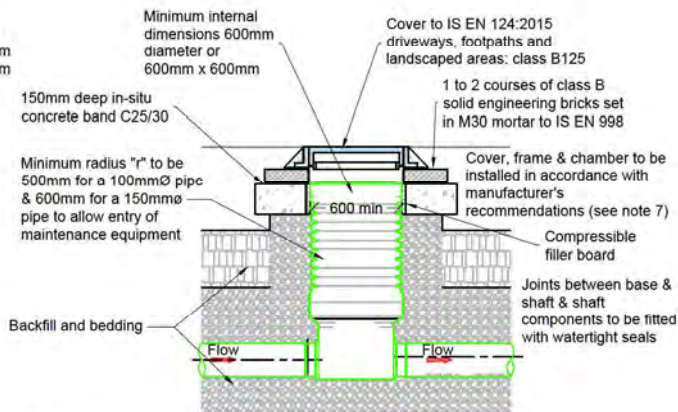 m
m
Minimum internal
dimensions 600mm
diameter or
600mm x 600mm
Cover to IS EN 124:2015
driveways, footpaths and
landscaped areas: class B125
150mm deep in-situ
concrete band C25/30
1 to 2 courses of class B
solid engineering bricks set
in M30 mortar to IS EN 998
Minimum radius "r" to be
500mm for a 100mmØ pipe
& 600mm for a 150mmø
pipe to allow entry of
maintenance equipment
Cover, frame & chamber to be
installed in accordance with
manufacturer's
recommendations (see note 7)
600 min
Compressible
filler board
Joints between base &
shaft & shaft
components to be fitted
with watertight seals
Backfill and bedding
Flow
Flow